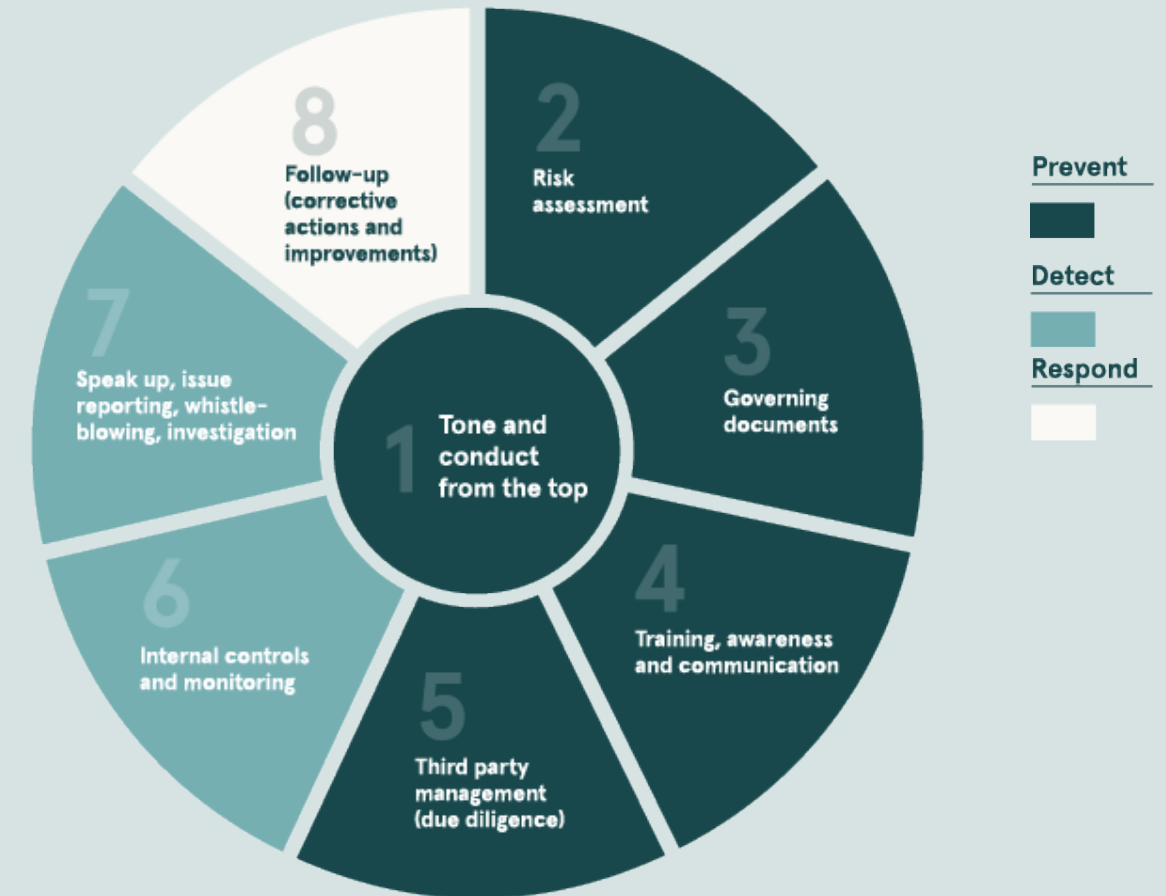 1
Tone and
conduct
from the top
2
Risk
assessment
3
Governing
documents
4
Training, awareness
and communication
5
Third party
management
(due diligence)
6
Internal controls
and monitoring
7
Speak up, issue
reporting, whistle-
blowing, investigation
8
Follow-up
(corrective
actions and
improvements)
Prevent
Detect
Respond